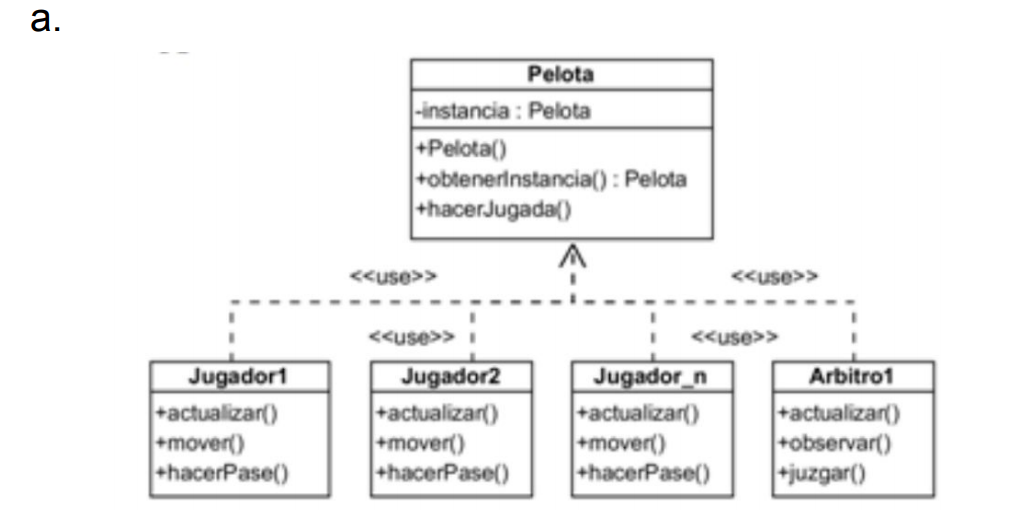 a.
Pelota
-instancia : Pelota
+Pelota()
+obtenerInstancia() : Pelota
+hacerJugada()
<<use>> <<use>>
<<use>> <<use>>
Jugador1 Jugador2 Jugador_n Arbitro1
+actualizar() +actualizar() +actualizar() +actualizar()
+mover() +mover() +mover() +observar()
+hacerPase() +hacerPase() +hacerPase() +juzgar()